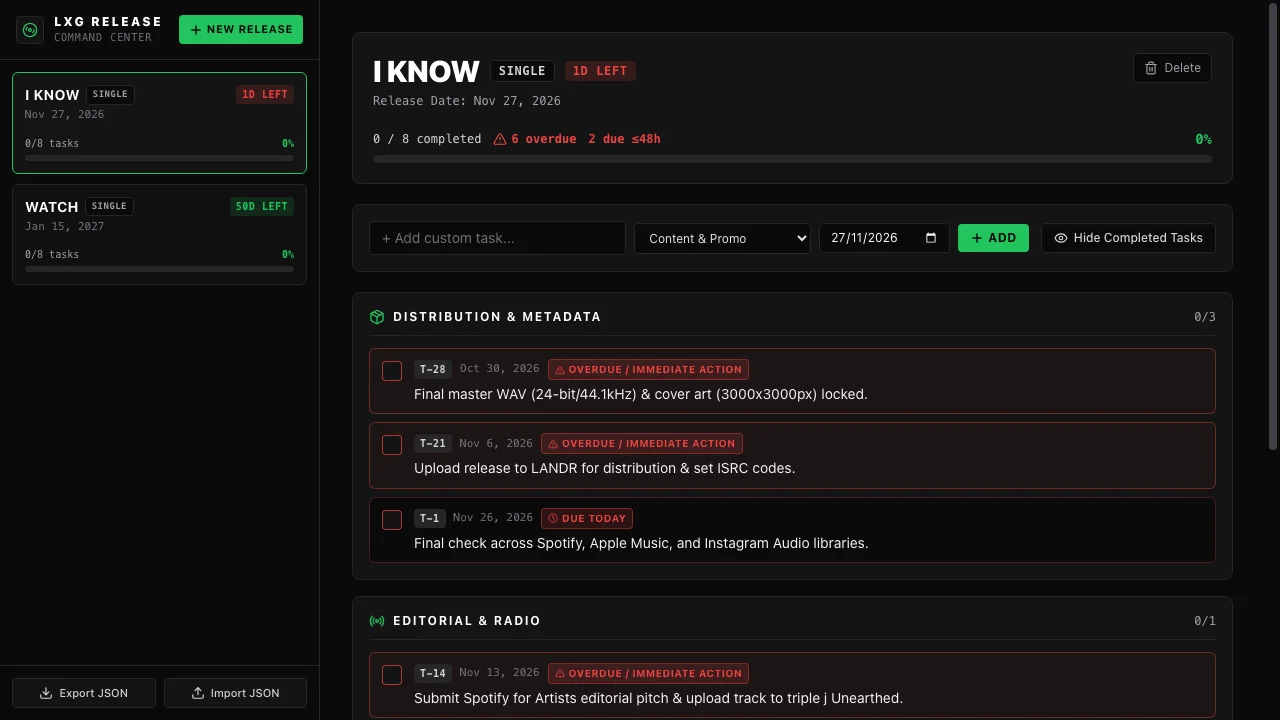 LXG RELEASE
COMMAND CENTER
+ NEW RELEASE
I KNOW SINGLE 1D LEFT
Nov 27, 2026
0/8 tasks 0%
WATCH SINGLE 50D LEFT
Jan 15, 2027
0/8 tasks 0%
Export JSON Import JSON
I KNOW SINGLE 1D LEFT
Delete
Release Date: Nov 27, 2026
0 / 8 completed 6 overdue 2 due ≤48h 0%
+ Add custom task... Content & Promo 27/11/2026 + ADD Hide Completed Tasks
DISTRIBUTION & METADATA 0/3
T−28 Oct 30, 2026 OVERDUE / IMMEDIATE ACTION
Final master WAV (24-bit/44.1kHz) & cover art (3000x3000px) locked.
T−21 Nov 6, 2026 OVERDUE / IMMEDIATE ACTION
Upload release to LANDR for distribution & set ISRC codes.
T−1 Nov 26, 2026 DUE TODAY
Final check across Spotify, Apple Music, and Instagram Audio libraries.
EDITORIAL & RADIO 0/1
T−14 Nov 13, 2026 OVERDUE / IMMEDIATE ACTION
Submit Spotify for Artists editorial pitch & upload track to triple j Unearthed.